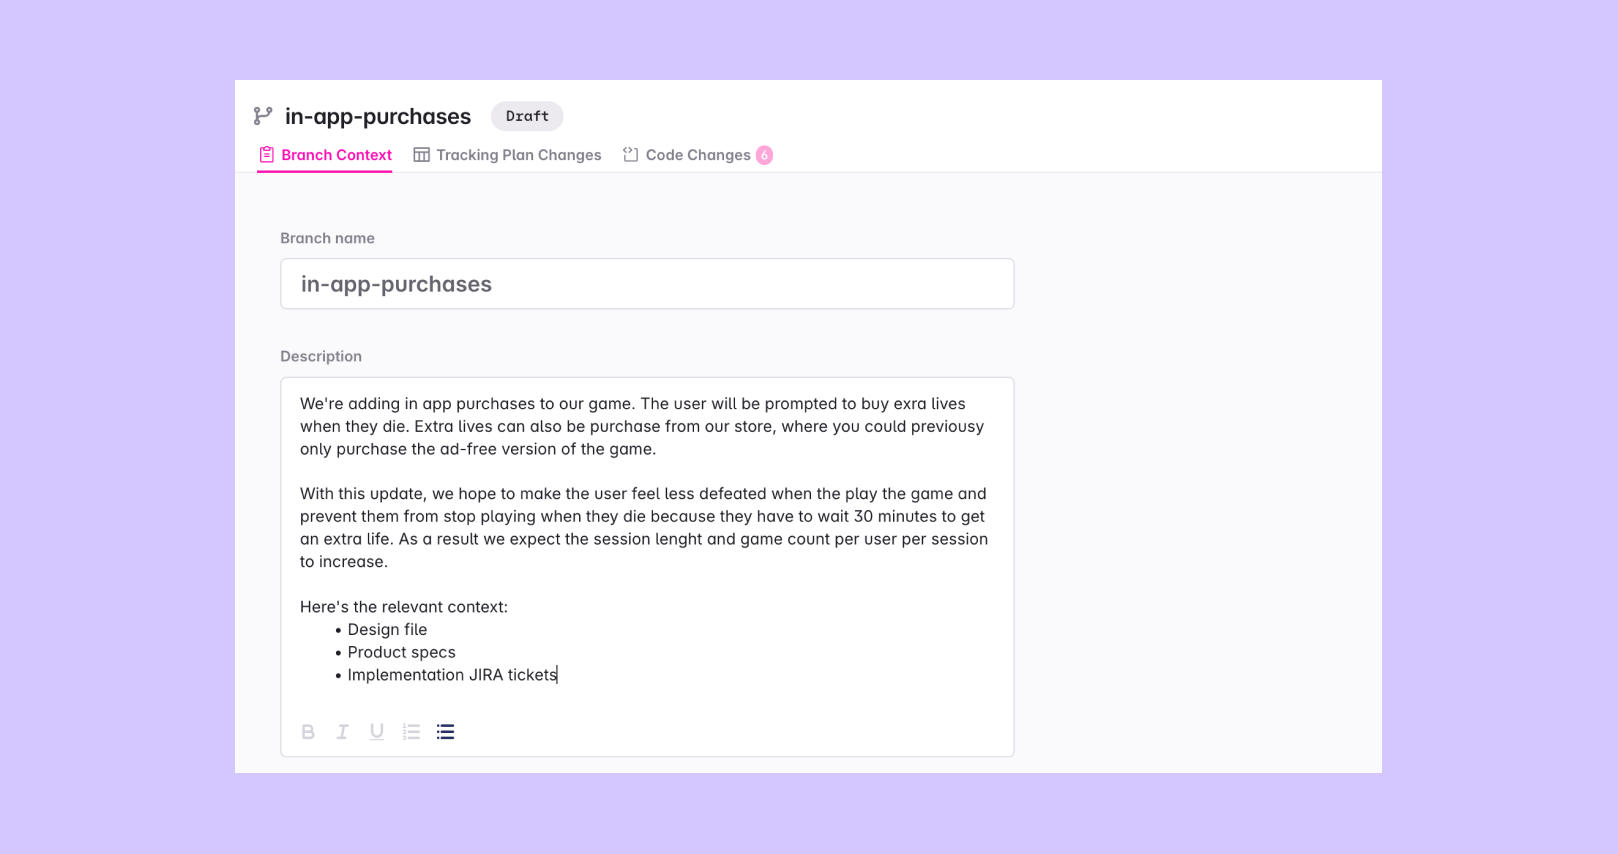 in-app-purchases Draft
Branch Context Tracking Plan Changes Code Changes 6
Branch name
in-app-purchases
Description
We're adding in app purchases to our game. The user will be prompted to buy exra lives
when they die. Extra lives can also be purchase from our store, where you could previousy
only purchase the ad-free version of the game.
With this update, we hope to make the user feel less defeated when the play the game and
prevent them from stop playing when they die because they have to wait 30 minutes to get
an extra life. As a result we expect the session lenght and game count per user per session
to increase.
Here's the relevant context:
• Design file
• Product specs
• Implementation JIRA tickets
B I U